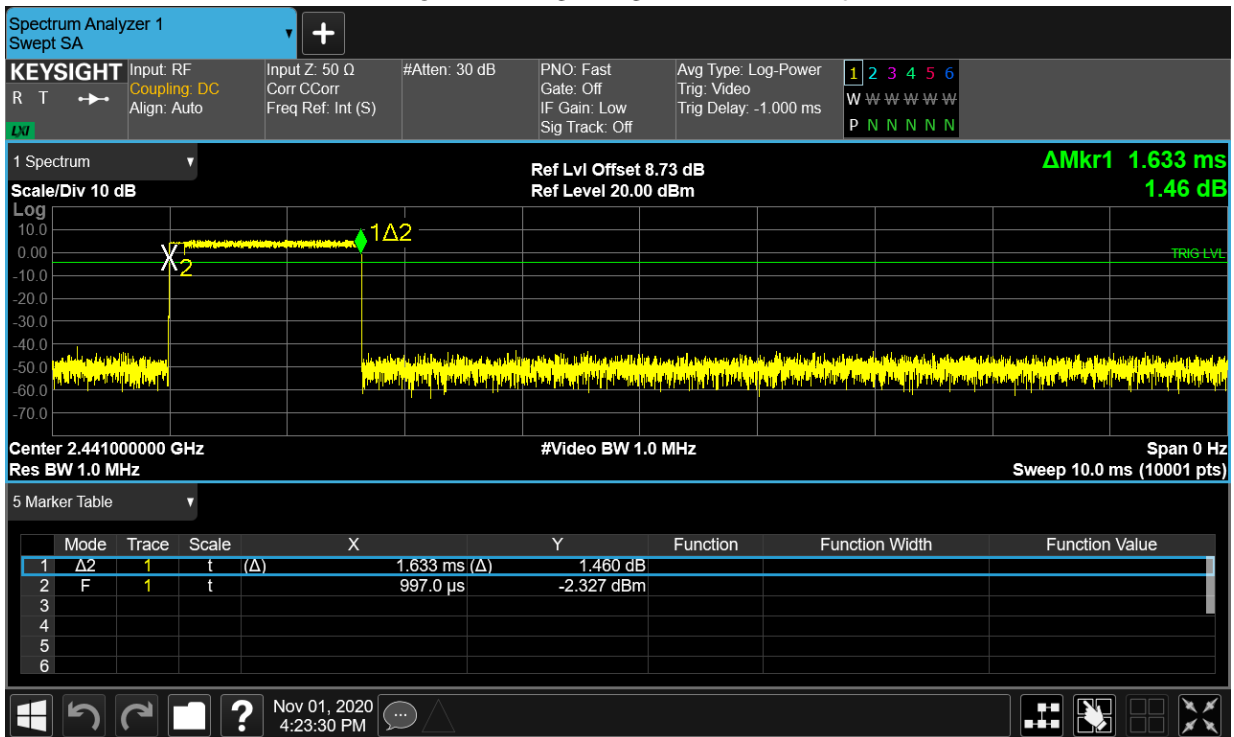 Spectrum Analyzer 1
Swept SA
KEYSIGHT Input: RF Input Z: 50 Ω #Atten: 30 dB PNO: Fast Avg Type: Log-Power 1 2 3 4 5 6
R T Coupling: DC Corr CCorr Gate: Off Trig: Video W W W W W W
Align: Auto Freq Ref: Int (S) IF Gain: Low Trig Delay: -1.000 ms
LXI Sig Track: Off P N N N N N
1 Spectrum Ref Lvl Offset 8.73 dB ΔMkr1 1.633 ms
Scale/Div 10 dB Ref Level 20.00 dBm 1.46 dB
Log
10.0 1Δ2
0.00 TRIG LVL
X 2
-10.0
-20.0
-30.0
-40.0
-50.0
-60.0
-70.0
Center 2.441000000 GHz #Video BW 1.0 MHz Span 0 Hz
Res BW 1.0 MHz Sweep 10.0 ms (10001 pts)
5 Marker Table
Mode Trace Scale X Y Function Function Width Function Value
1 Δ2 1 t (Δ) 1.633 ms (Δ) 1.460 dB
2 F 1 t 997.0 µs -2.327 dBm
3
4
5
6
? Nov 01, 2020
4:23:30 PM